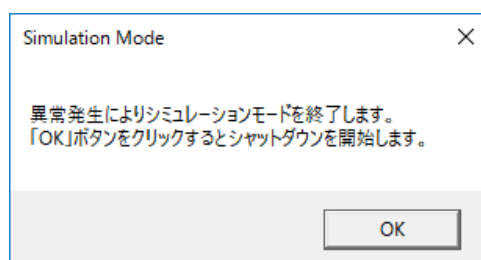 Simulation Mode
異常発生によりシミュレーションモードを終了します。
「OK」ボタンをクリックするとシャットダウンを開始します。
OK